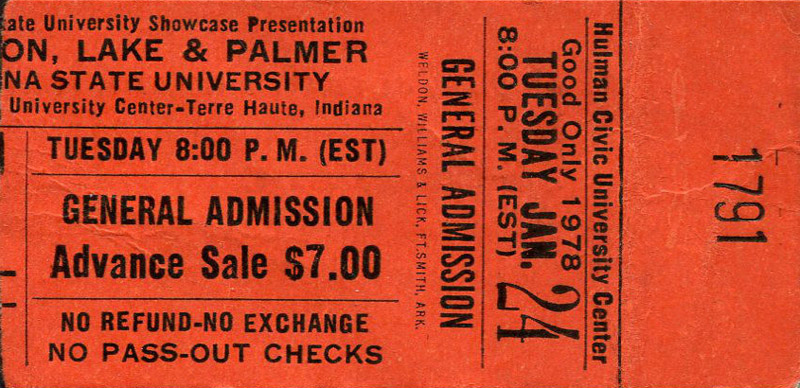 ate University Showcase Presentation
ON, LAKE & PALMER
NA STATE UNIVERSITY
University Center-Terre Haute, Indiana
TUESDAY 8:00 P. M. (EST)
GENERAL ADMISSION
Advance Sale $7.00
NO REFUND-NO EXCHANGE
NO PASS-OUT CHECKS
WELDON, WILLIAMS & LICK, FT. SMITH, ARK.
GENERAL ADMISSION
8:00 P. M. (EST)
TUESDAY JAN. 24
Good Only 1978
Hulman Civic University Center
1791